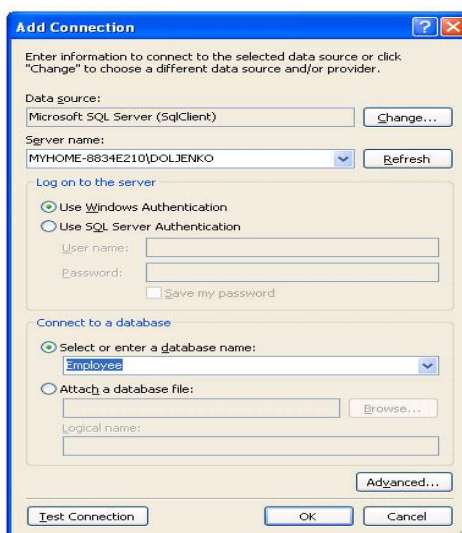 Add Connection
Enter information to connect to the selected data source or click
"Change" to choose a different data source and/or provider.
Data source:
Microsoft SQL Server (SqlClient)
Change...
Server name:
MYHOME-8834E210\DOLJENKO
Refresh
Log on to the server
Use Windows Authentication
Use SQL Server Authentication
User name:
Password:
Save my password
Connect to a database
Select or enter a database name:
Employee
Attach a database file:
Browse...
Logical name:
Advanced...
Test Connection
OK
Cancel